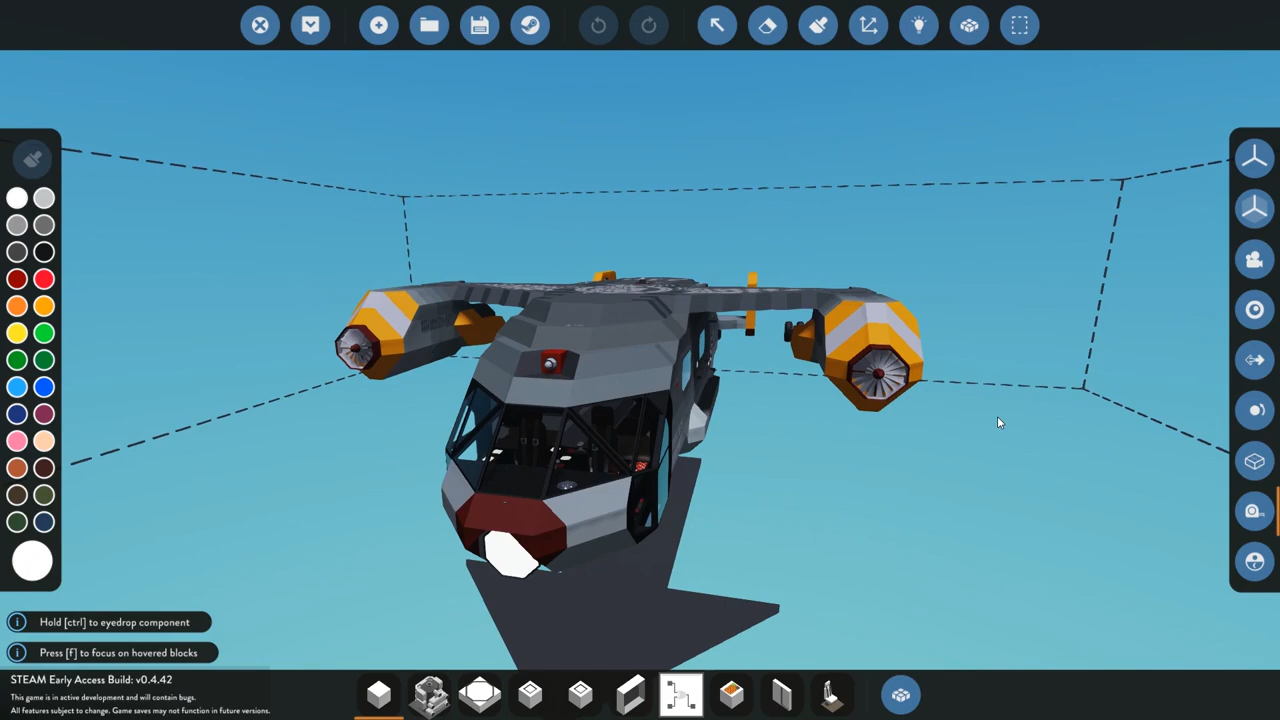 Hold [ctrl] to eyedrop component
Press [f] to focus on hovered blocks
STEAM Early Access Build: v0.4.42
This game is in active development and will contain bugs.
All features subject to change. Game saves may not function in future versions.